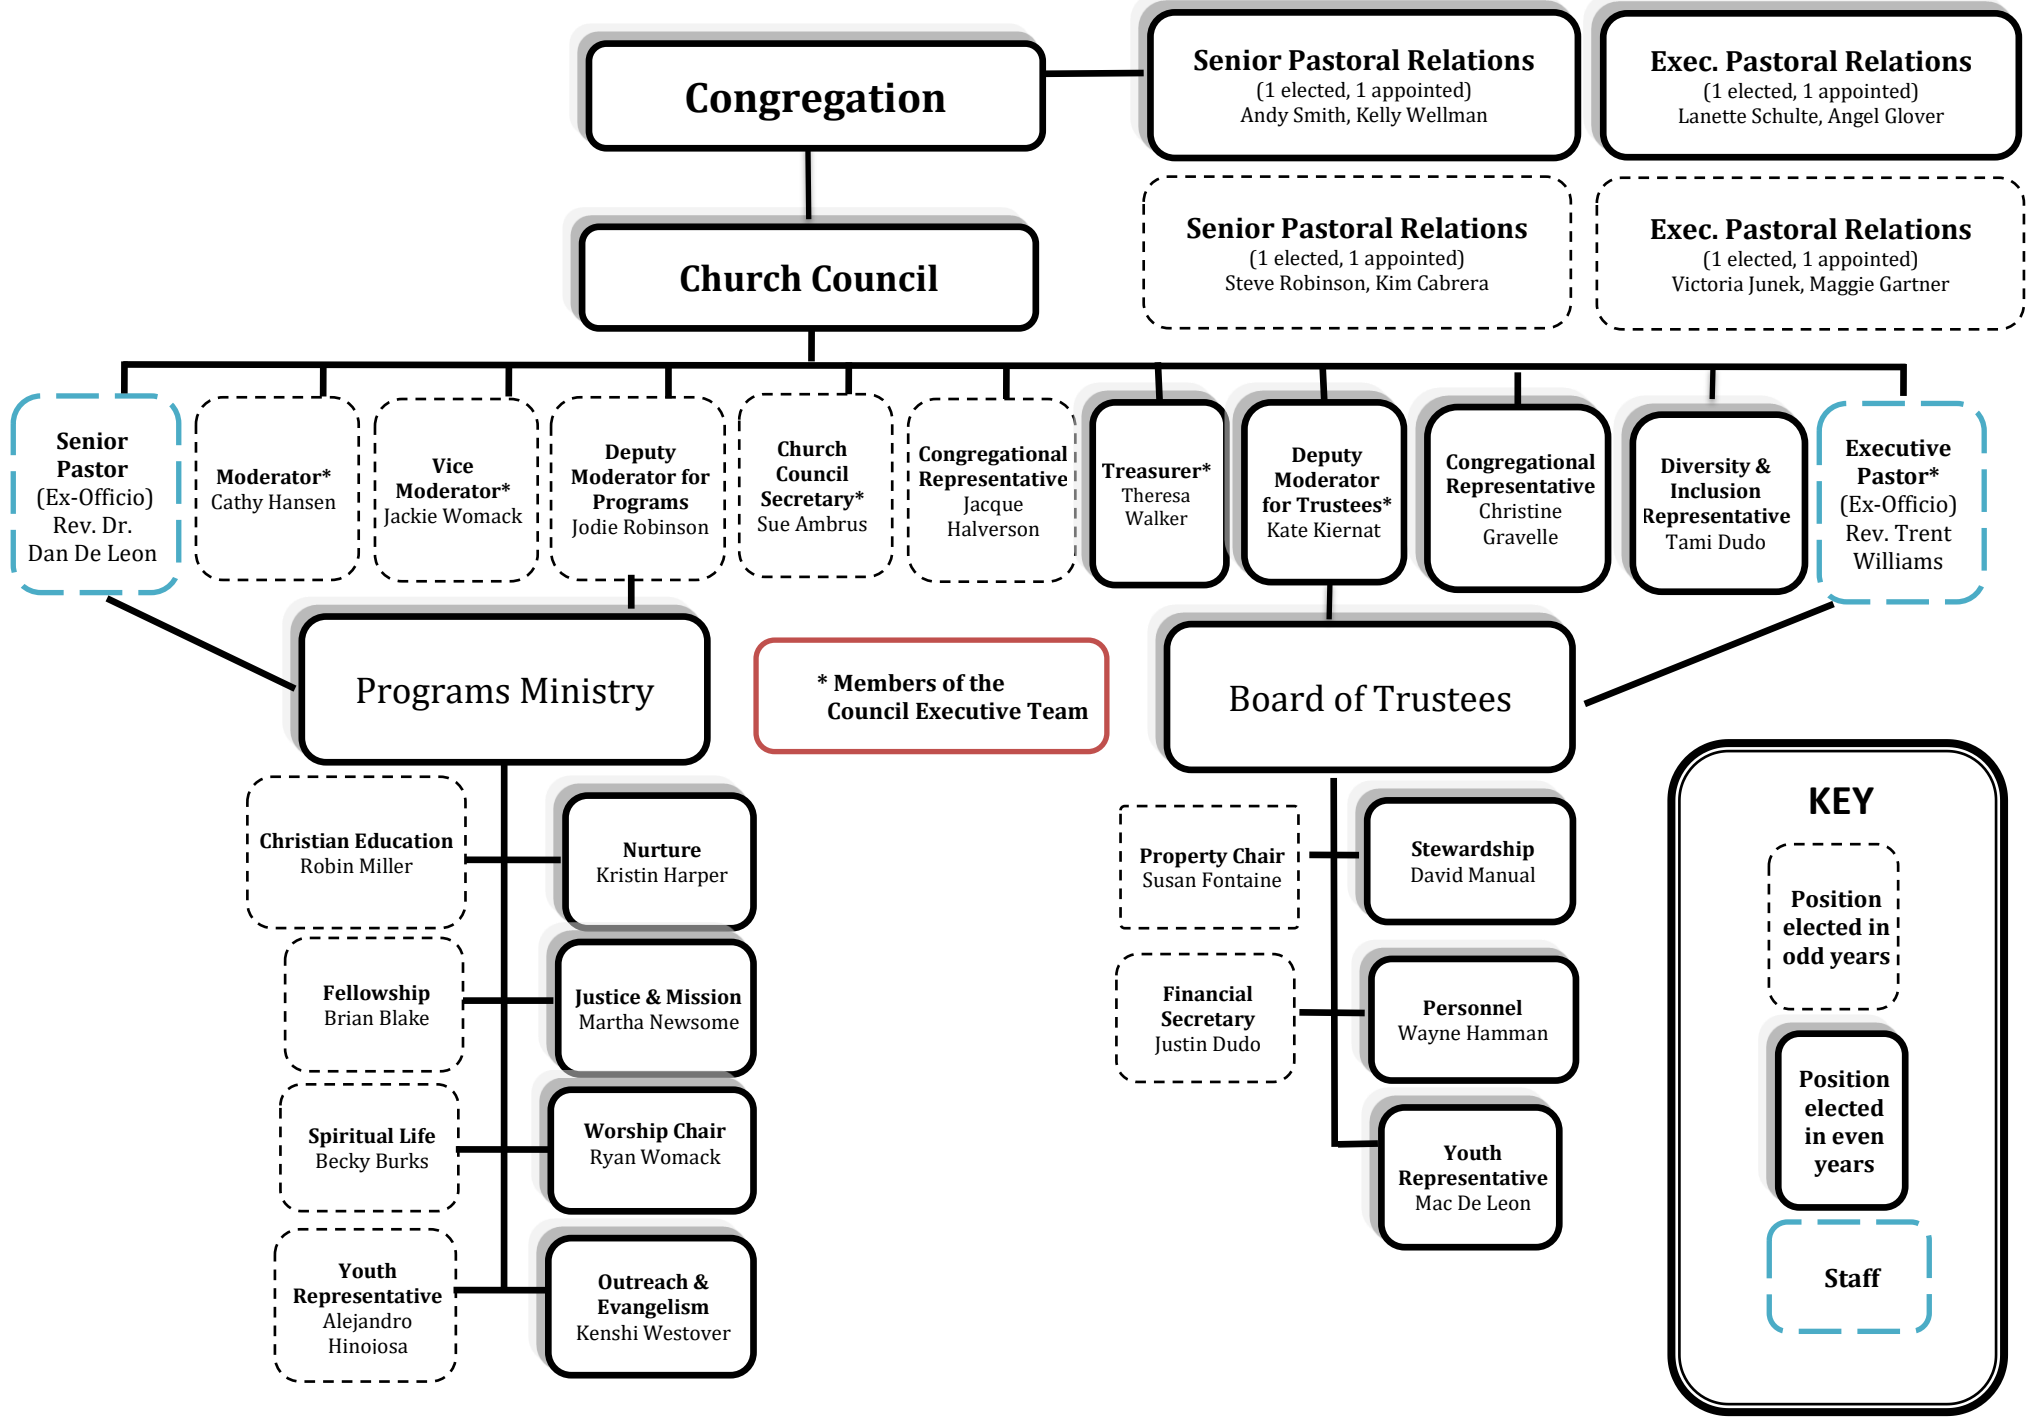 Congregation
Senior Pastoral Relations
(1 elected, 1 appointed)
Andy Smith, Kelly Wellman
Exec. Pastoral Relations
(1 elected, 1 appointed)
Lanette Schulte, Angel Glover
Church Council
Senior Pastoral Relations
(1 elected, 1 appointed)
Steve Robinson, Kim Cabrera
Exec. Pastoral Relations
(1 elected, 1 appointed)
Victoria Junek, Maggie Gartner
Senior
Pastor
(Ex-Officio)
Rev. Dr.
Dan De Leon
Moderator*
Cathy Hansen
Vice
Moderator*
Jackie Womack
Deputy
Moderator for
Programs
Jodie Robinson
Church
Council
Secretary*
Sue Ambrus
Congregational
Representative
Jacque
Halverson
Treasurer*
Theresa
Walker
Deputy
Moderator
for Trustees*
Kate Kiernat
Congregational
Representative
Christine
Gravelle
Diversity &
Inclusion
Representative
Tami Dudo
Executive
Pastor*
(Ex-Officio)
Rev. Trent
Williams
Programs Ministry
* Members of the
Council Executive Team
Board of Trustees
Christian Education
Robin Miller
Nurture
Kristin Harper
Fellowship
Brian Blake
Justice & Mission
Martha Newsome
Spiritual Life
Becky Burks
Worship Chair
Ryan Womack
Youth
Representative
Alejandro
Hinojosa
Outreach &
Evangelism
Kenshi Westover
Property Chair
Susan Fontaine
Stewardship
David Manual
Financial
Secretary
Justin Dudo
Personnel
Wayne Hamman
Youth
Representative
Mac De Leon
KEY
Position
elected in
odd years
Position
elected
in even
years
Staff